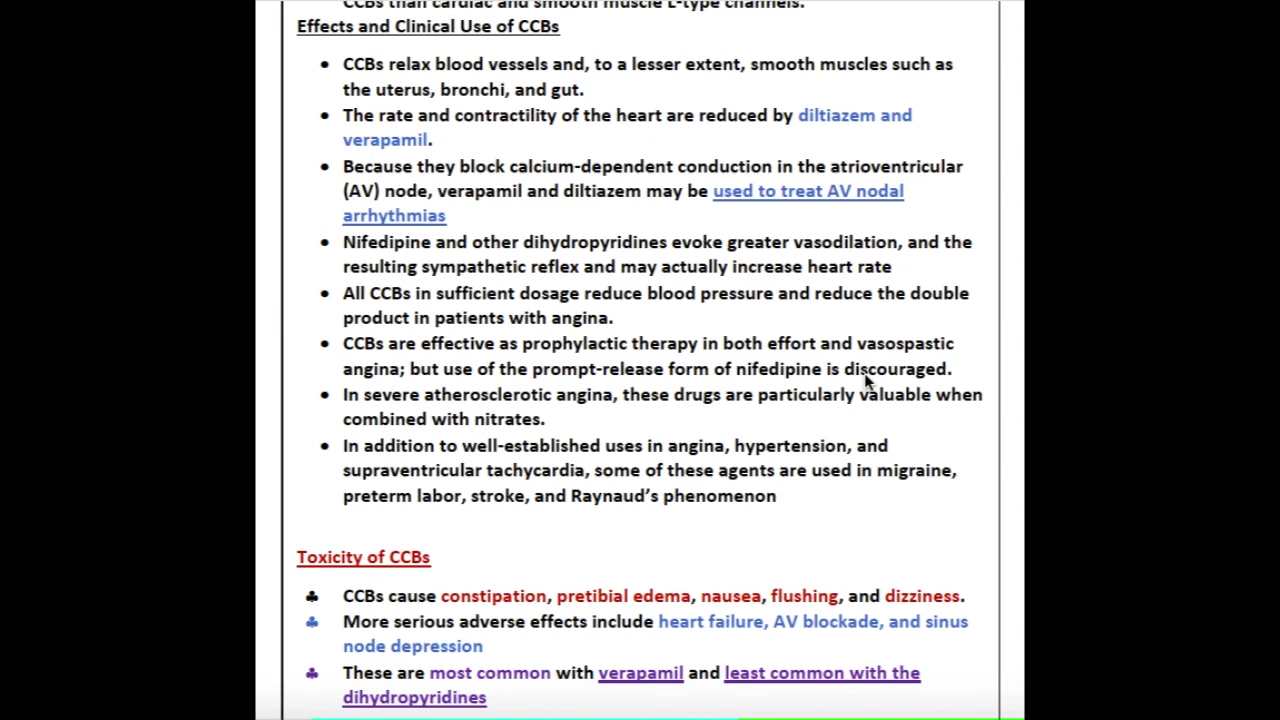 CCBs than cardiac and smooth muscle L-type channels.
Effects and Clinical Use of CCBs
• CCBs relax blood vessels and, to a lesser extent, smooth muscles such as
the uterus, bronchi, and gut.
• The rate and contractility of the heart are reduced by diltiazem and
verapamil.
• Because they block calcium-dependent conduction in the atrioventricular
(AV) node, verapamil and diltiazem may be used to treat AV nodal
arrhythmias
• Nifedipine and other dihydropyridines evoke greater vasodilation, and the
resulting sympathetic reflex and may actually increase heart rate
• All CCBs in sufficient dosage reduce blood pressure and reduce the double
product in patients with angina.
• CCBs are effective as prophylactic therapy in both effort and vasospastic
angina; but use of the prompt-release form of nifedipine is discouraged.
• In severe atherosclerotic angina, these drugs are particularly valuable when
combined with nitrates.
• In addition to well-established uses in angina, hypertension, and
supraventricular tachycardia, some of these agents are used in migraine,
preterm labor, stroke, and Raynaud’s phenomenon
Toxicity of CCBs
♣ CCBs cause constipation, pretibial edema, nausea, flushing, and dizziness.
♣ More serious adverse effects include heart failure, AV blockade, and sinus
node depression
♣ These are most common with verapamil and least common with the
dihydropyridines